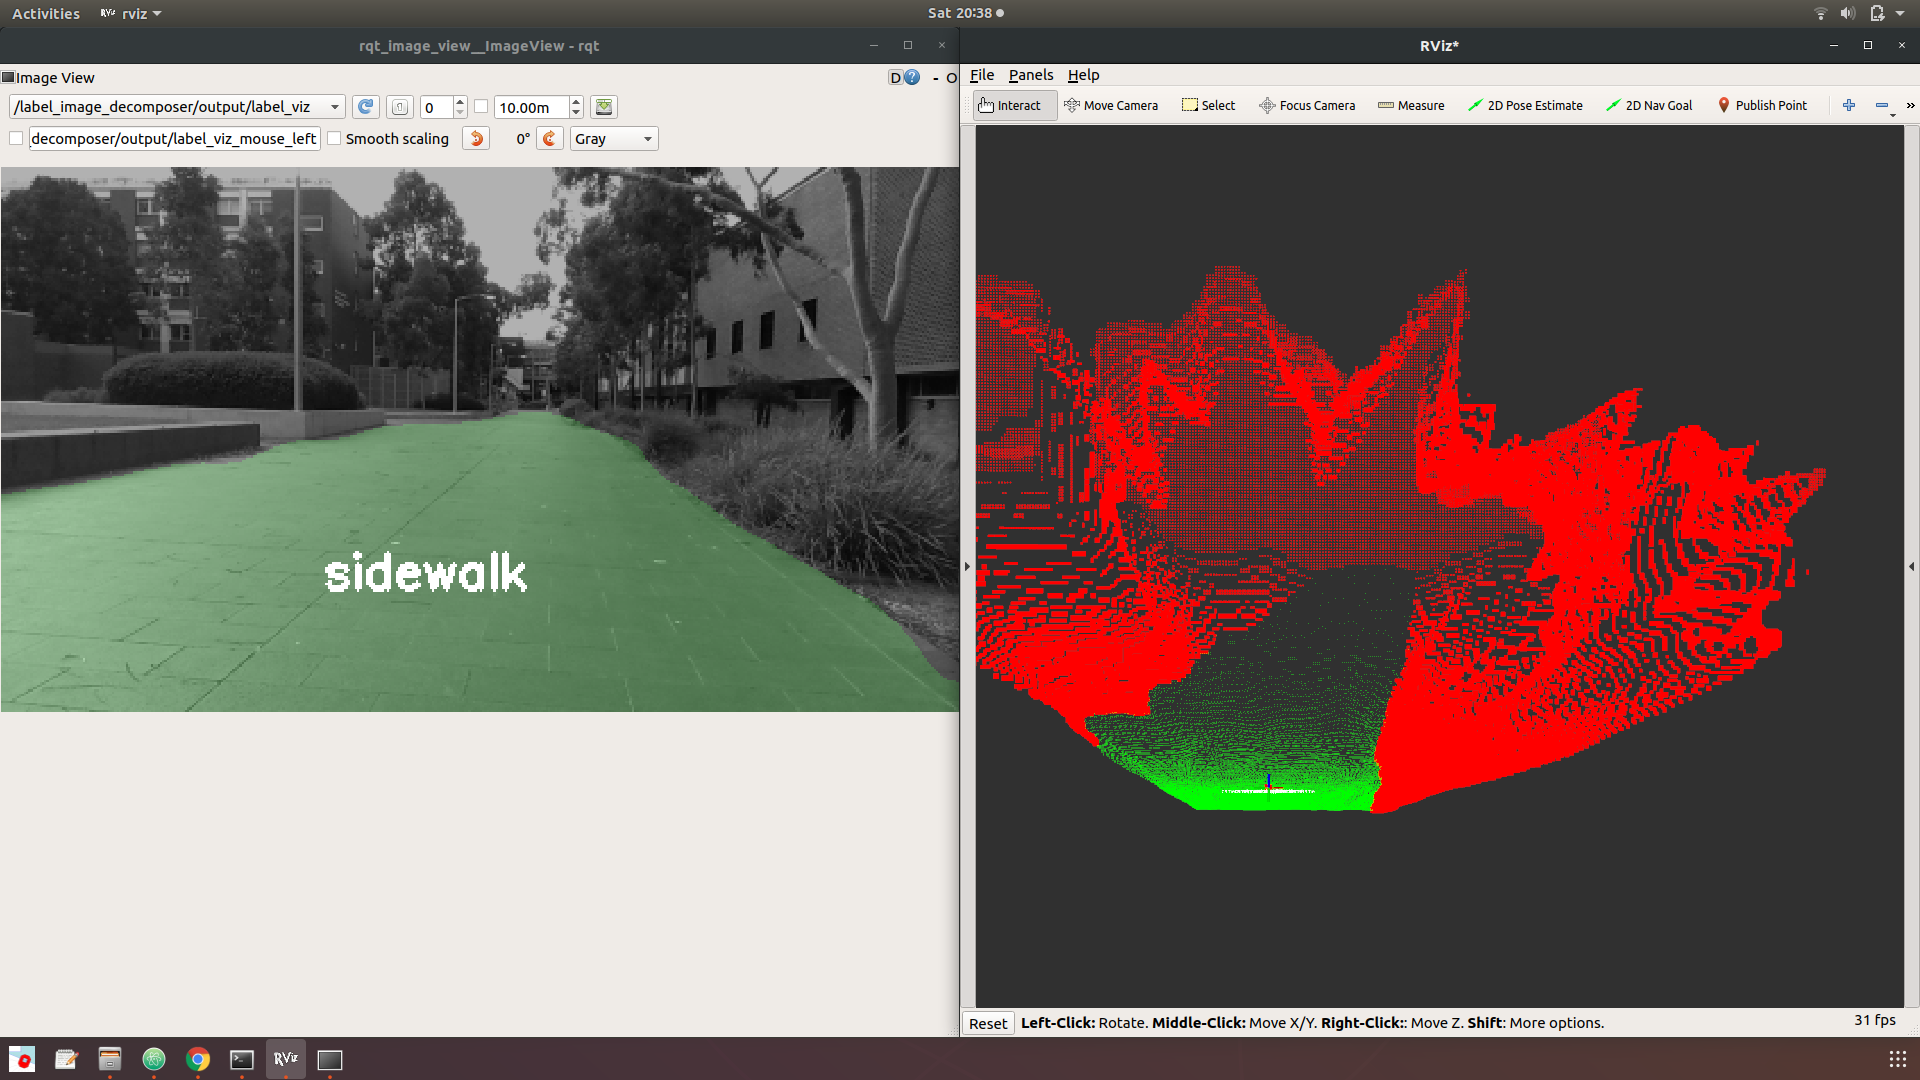 Activities
RViz rviz
Sat 20:38
rqt_image_view__ImageView - rqt
Image View
D
- O
/label_image_decomposer/output/label_viz
0
10.00m
decomposer/output/label_viz_mouse_left
Smooth scaling
0°
Gray
sidewalk
RViz*
File Panels Help
Interact Move Camera Select Focus Camera Measure 2D Pose Estimate 2D Nav Goal Publish Point
»
Reset Left-Click: Rotate. Middle-Click: Move X/Y. Right-Click:: Move Z. Shift: More options.
31 fps
RViz